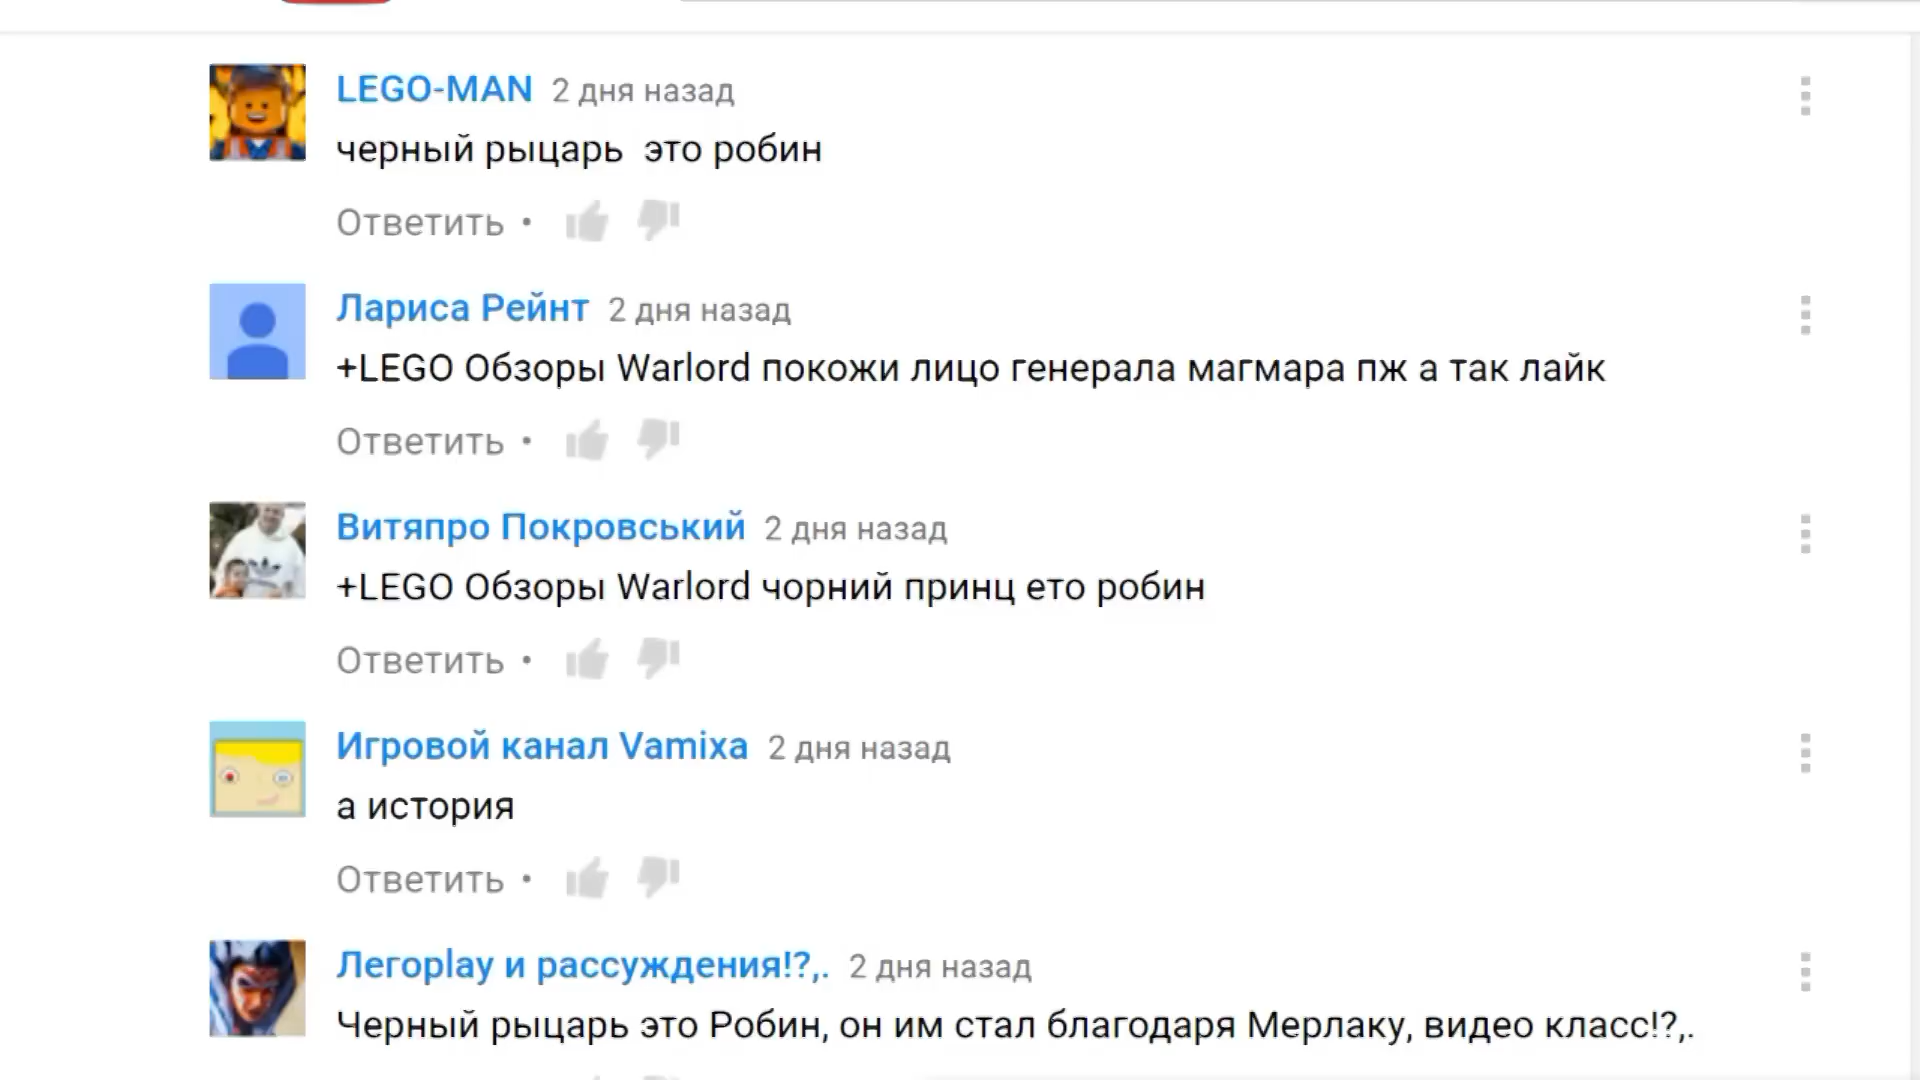 LEGO-MAN 2 дня назад
черный рыцарь это робин
Ответить •
Лариса Рейнт 2 дня назад
+LEGO Обзоры Warlord покожи лицо генерала магмара пж а так лайк
Ответить •
Витяпро Покровський 2 дня назад
+LEGO Обзоры Warlord чорний принц ето робин
Ответить •
Игровой канал Vamixa 2 дня назад
а история
Ответить •
Легоplay и рассуждения!?,. 2 дня назад
Черный рыцарь это Робин, он им стал благодаря Мерлаку, видео класс!?,.